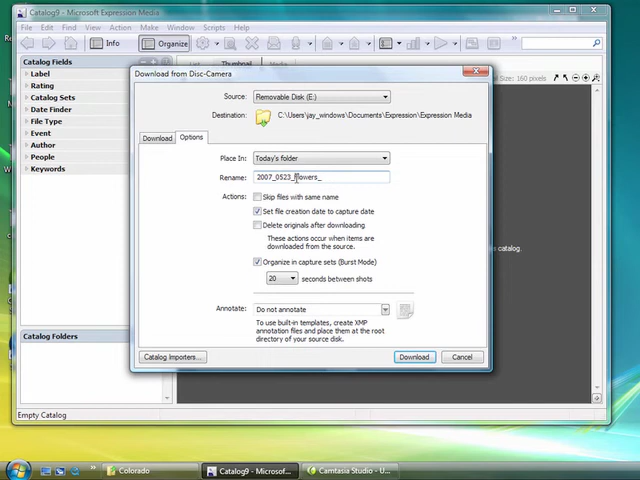 Catalog9 - Microsoft Expression Media
File Edit View Action Make Window Scripts Help
Info Organize
Catalog Fields
Label
Rating
Catalog Sets
Date Finder
File Type
Event
Author
People
Keywords
Catalog Folders
Thumbnail Media
Size: 160 pixels
catalog.
Download from Disc-Camera
Source: Removable Disk (E:)
Destination: C:\Users\jay_windows\Documents\Expression\Expression Media
Download Options
Place In: Today's folder
Rename: 2007_0523_flowers_
Actions: Skip files with same name
Set file creation date to capture date
Delete originals after downloading
These actions occur when items are
downloaded from the source.
Organize in capture sets (Burst Mode)
20 seconds between shots
Annotate: Do not annotate
To use built-in templates, create XMP
annotation files and place them at the root
directory of your source disk.
Catalog Importers... Download Cancel
Empty Catalog
Colorado Catalog9 - Microsof... Camtasia Studio - U...